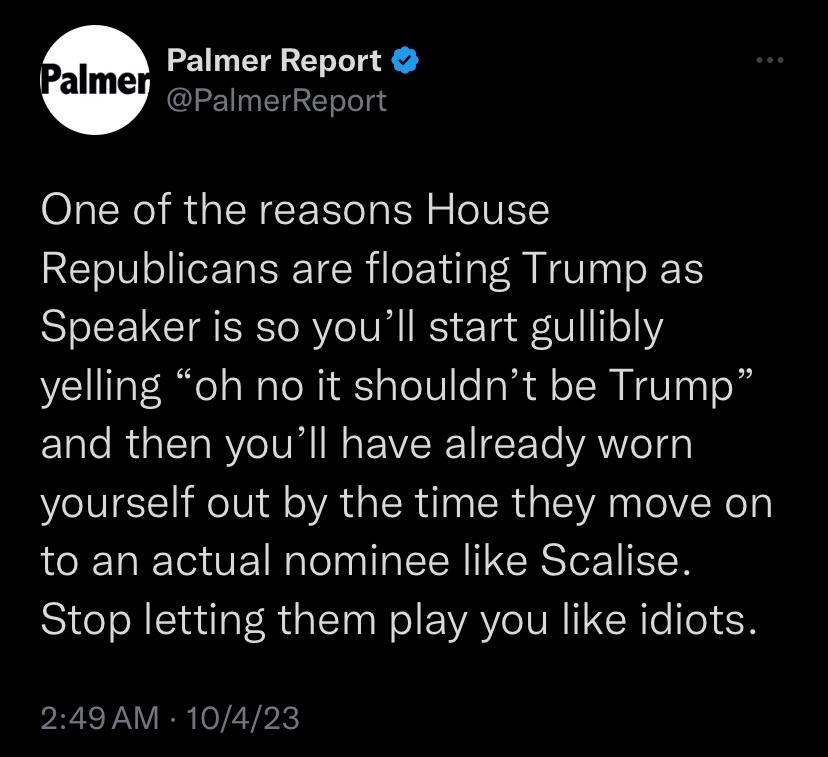 Palmer
Palmer Report
@PalmerReport
One of the reasons House
Republicans are floating Trump as
Speaker is so you’ll start gullibly
yelling “oh no it shouldn’t be Trump”
and then you’ll have already worn
yourself out by the time they move on
to an actual nominee like Scalise.
Stop letting them play you like idiots.
2:49 AM · 10/4/23